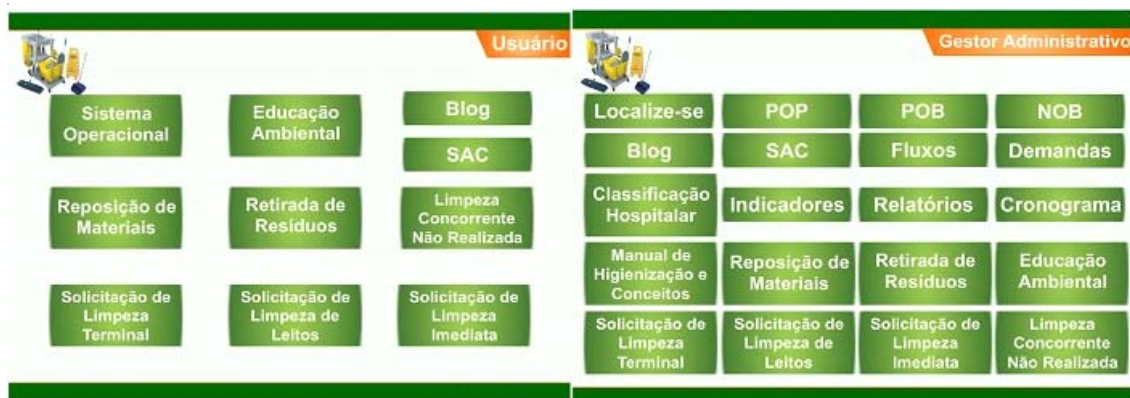 Usuário
Sistema
Operacional
Educação
Ambiental
Blog
SAC
Reposição de
Materiais
Retirada de
Resíduos
Limpeza
Concorrente
Não Realizada
Solicitação de
Limpeza
Terminal
Solicitação de
Limpeza de
Leitos
Solicitação de
Limpeza
Imediata
Gestor Administrativo
Localize-se
POP
POB
NOB
Blog
SAC
Fluxos
Demandas
Classificação
Hospitalar
Indicadores
Relatórios
Cronograma
Manual de
Higienização e
Conceitos
Reposição de
Materiais
Retirada de
Resíduos
Educação
Ambiental
Solicitação de
Limpeza
Terminal
Solicitação de
Limpeza de
Leitos
Solicitação de
Limpeza
Imediata
Limpeza
Concorrente
Não Realizada